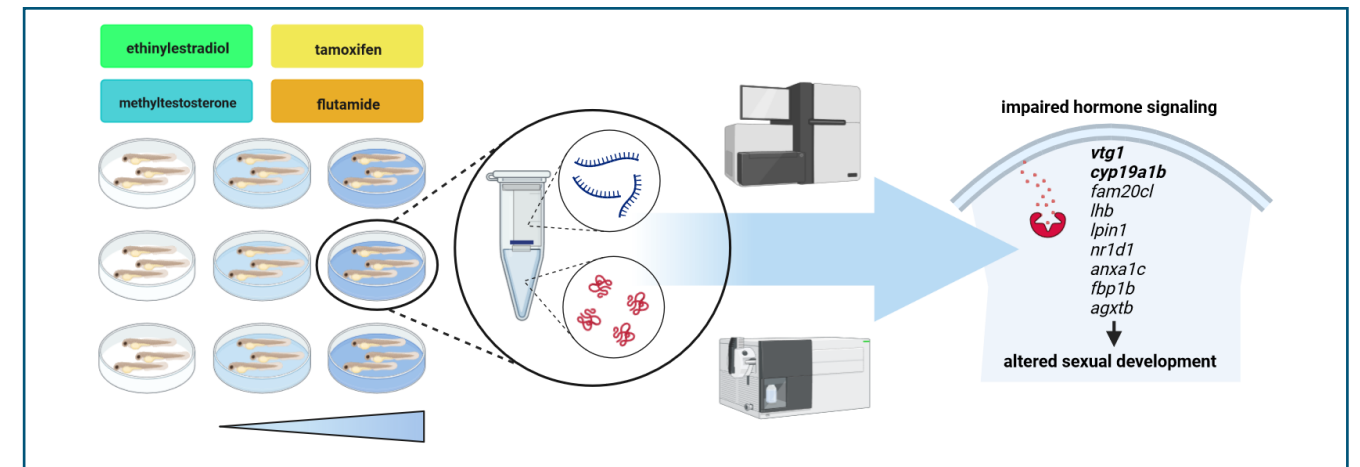 ethinylestradiol
tamoxifen
methyltestosterone
flutamide
impaired hormone signaling
vtg1
cyp19a1b
fam20cl
lhb
lpin1
nr1d1
anxa1c
fbp1b
agxtb
altered sexual development